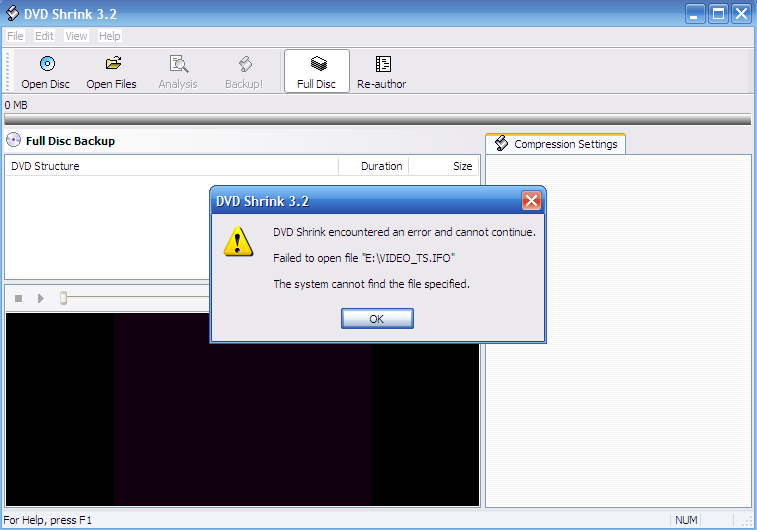 DVD Shrink 3.2
File Edit View Help
Open Disc Open Files Analysis Backup! Full Disc Re-author
0 MB
Full Disc Backup
Compression Settings
DVD Structure Duration Size
DVD Shrink 3.2
DVD Shrink encountered an error and cannot continue.
Failed to open file "E:\VIDEO_TS.IFO"
The system cannot find the file specified.
OK
For Help, press F1 NUM